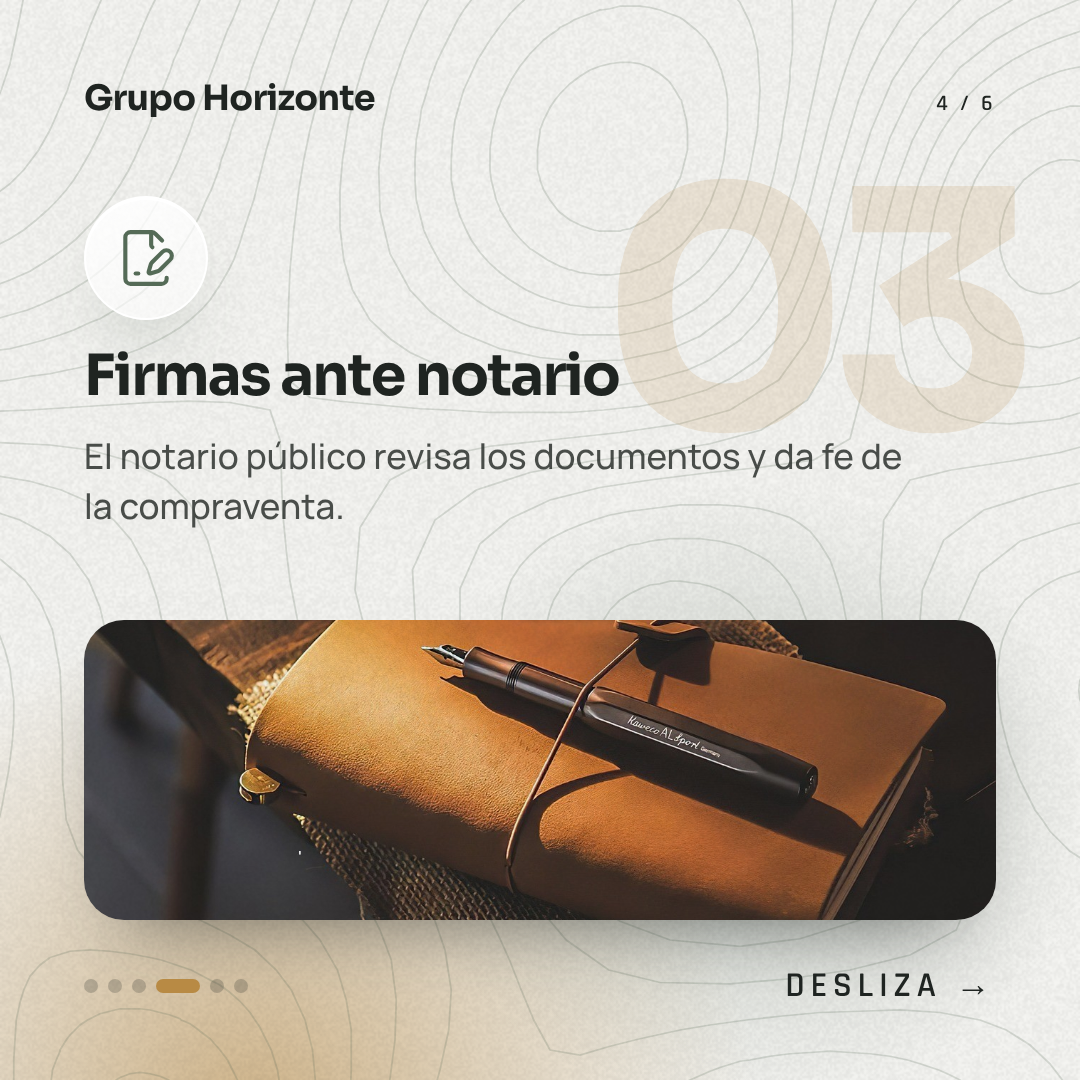 Grupo Horizonte
4 / 6
03
Firmas ante notario
El notario público revisa los documentos y da fe de
la compraventa.
Kaweco AL Sport Germany
DESLIZA →